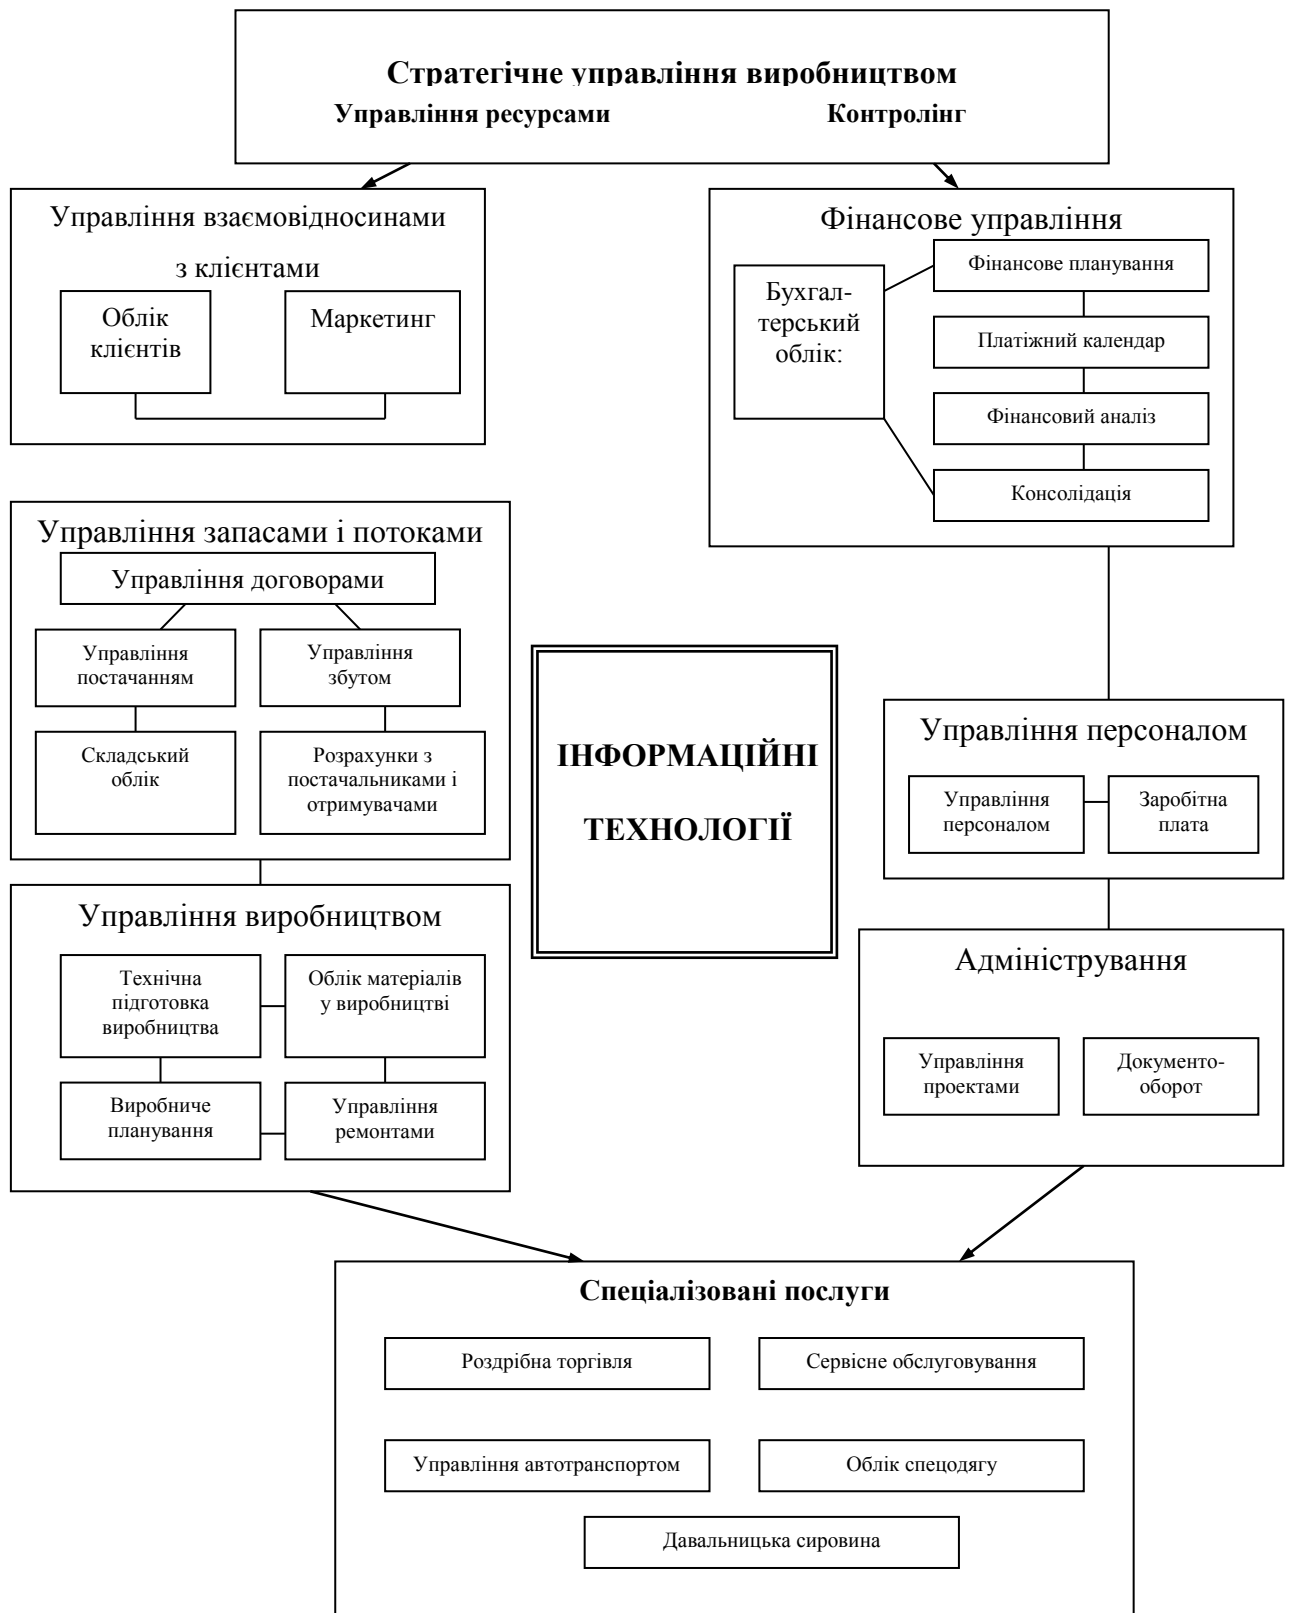 Стратегічне управління виробництвом
Управління ресурсами
Контролінг
Управління взаємовідносинами
з клієнтами
Облік
клієнтів
Маркетинг
Фінансове управління
Бухгал-
терський
облік:
Фінансове планування
Платіжний календар
Фінансовий аналіз
Консолідація
Управління запасами і потоками
Управління договорами
Управління
постачанням
Управління
збутом
Складський
облік
Розрахунки з
постачальниками і
отримувачами
ІНФОРМАЦІЙНІ
ТЕХНОЛОГІЇ
Управління персоналом
Управління
персоналом
Заробітна
плата
Управління виробництвом
Технічна
підготовка
виробництва
Облік матеріалів
у виробництві
Виробниче
планування
Управління
ремонтами
Адміністрування
Управління
проектами
Документо-
оборот
Спеціалізовані послуги
Роздрібна торгівля
Сервісне обслуговування
Управління автотранспортом
Облік спецодягу
Давальницька сировина